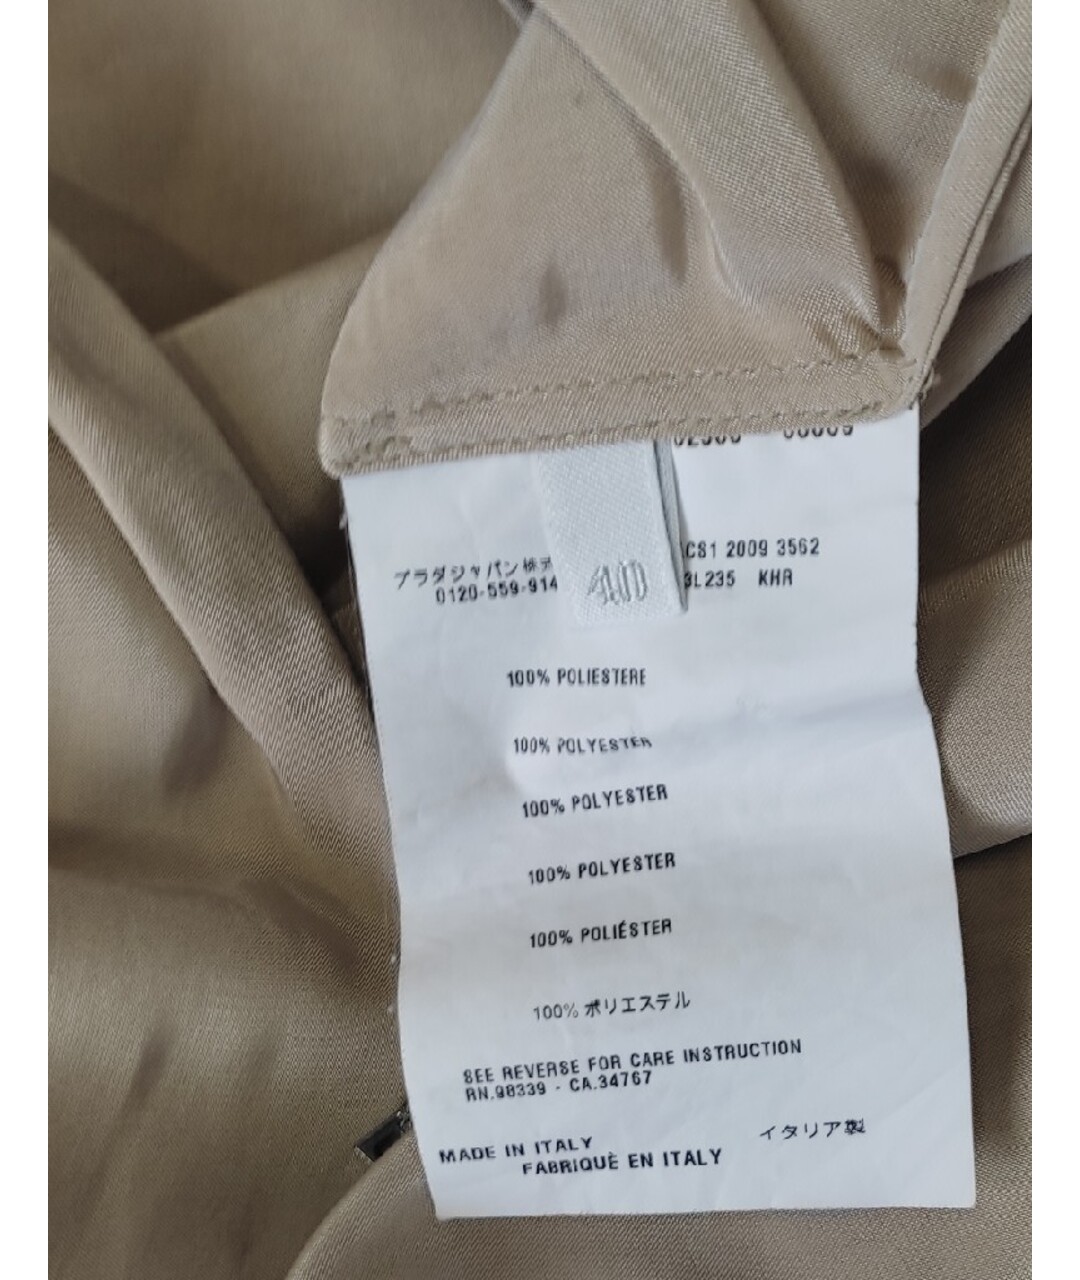 プラダジャパン株
0120-559-914
40
CS1 2009 3562
3L235 KHR
100% POLIESTERE
100% POLYESTER
100% POLYESTER
100% POLYESTER
100% POLIÉSTER
100% ポリエステル
SEE REVERSE FOR CARE INSTRUCTION
RN.98339 - CA.34767
MADE IN ITALY
イタリア製
FABRIQUÈ EN ITALY